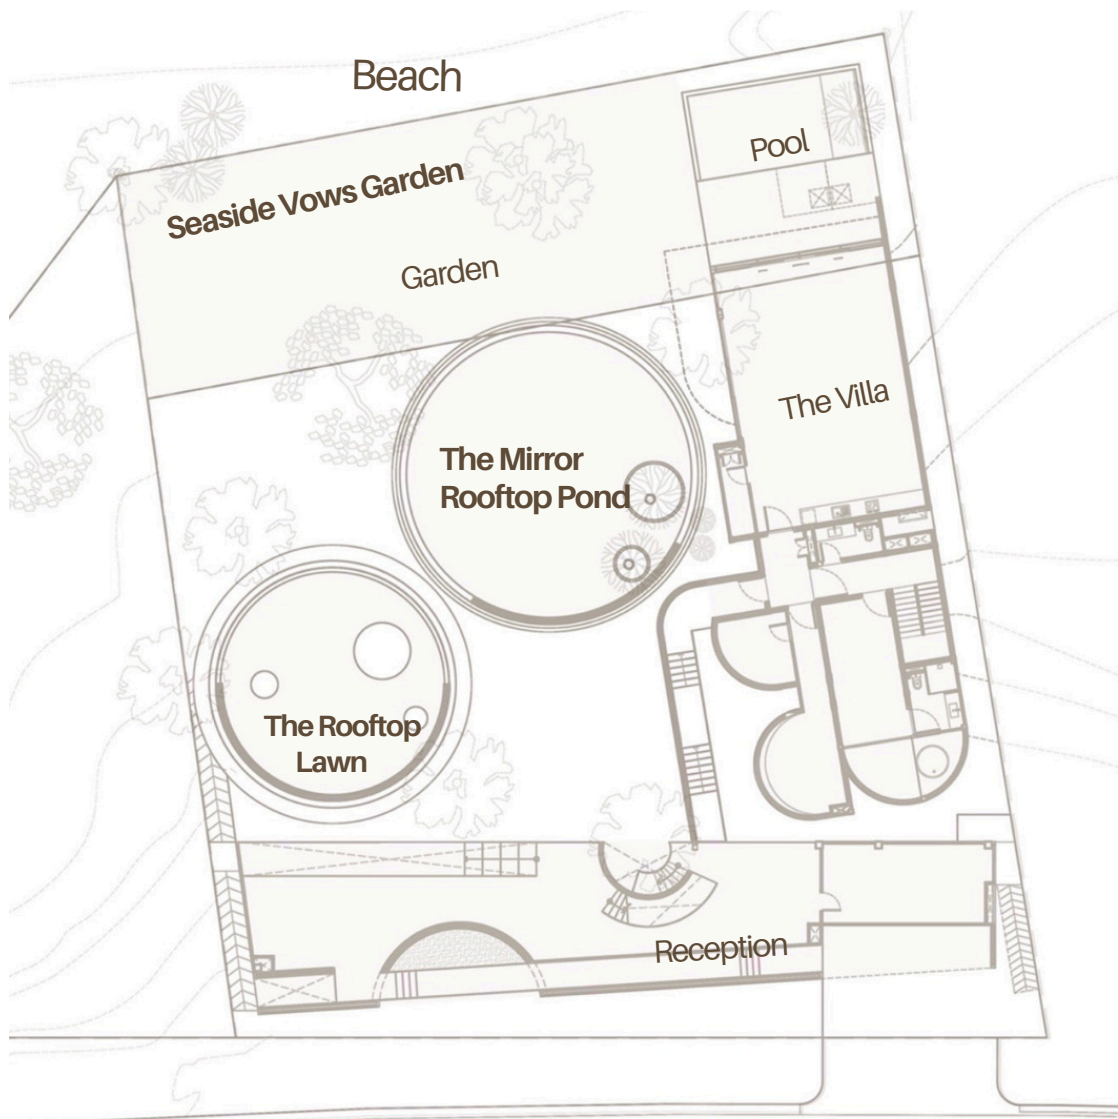 Beach
Pool
Seaside Vows Garden
Garden
The Villa
The Mirror
Rooftop Pond
The Rooftop
Lawn
Reception